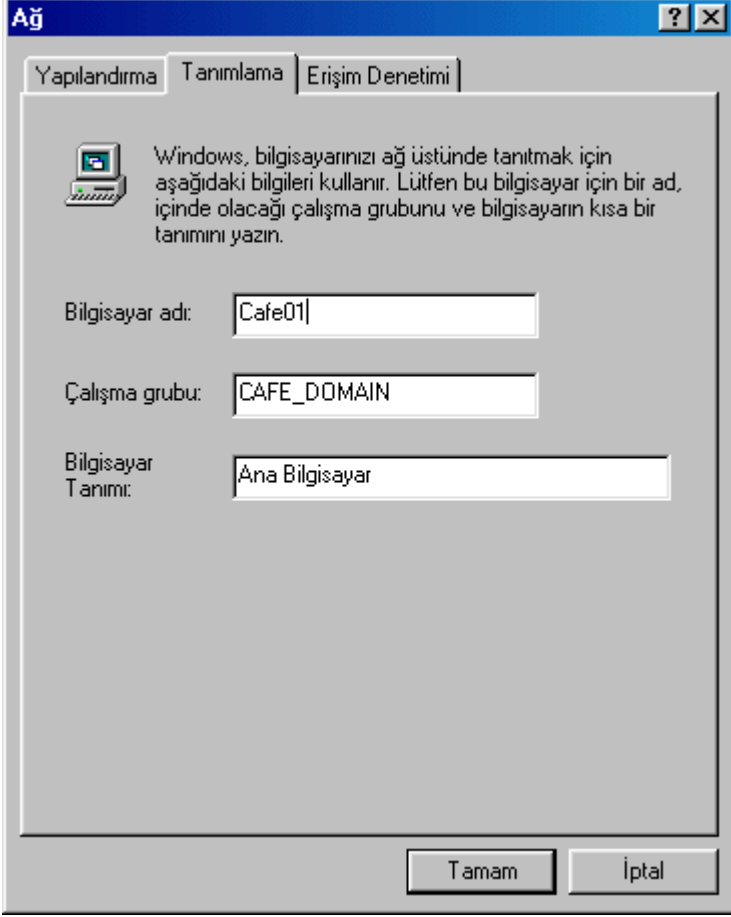 Ağ
Yapılandırma Tanımlama Erişim Denetimi
Windows, bilgisayarınızı ağ üstünde tanıtmak için
aşağıdaki bilgileri kullanır. Lütfen bu bilgisayar için bir ad,
içinde olacağı çalışma grubunu ve bilgisayarın kısa bir
tanımını yazın.
Bilgisayar adı: Cafe01
Çalışma grubu: CAFE_DOMAIN
Bilgisayar
Tanımı: Ana Bilgisayar
Tamam İptal